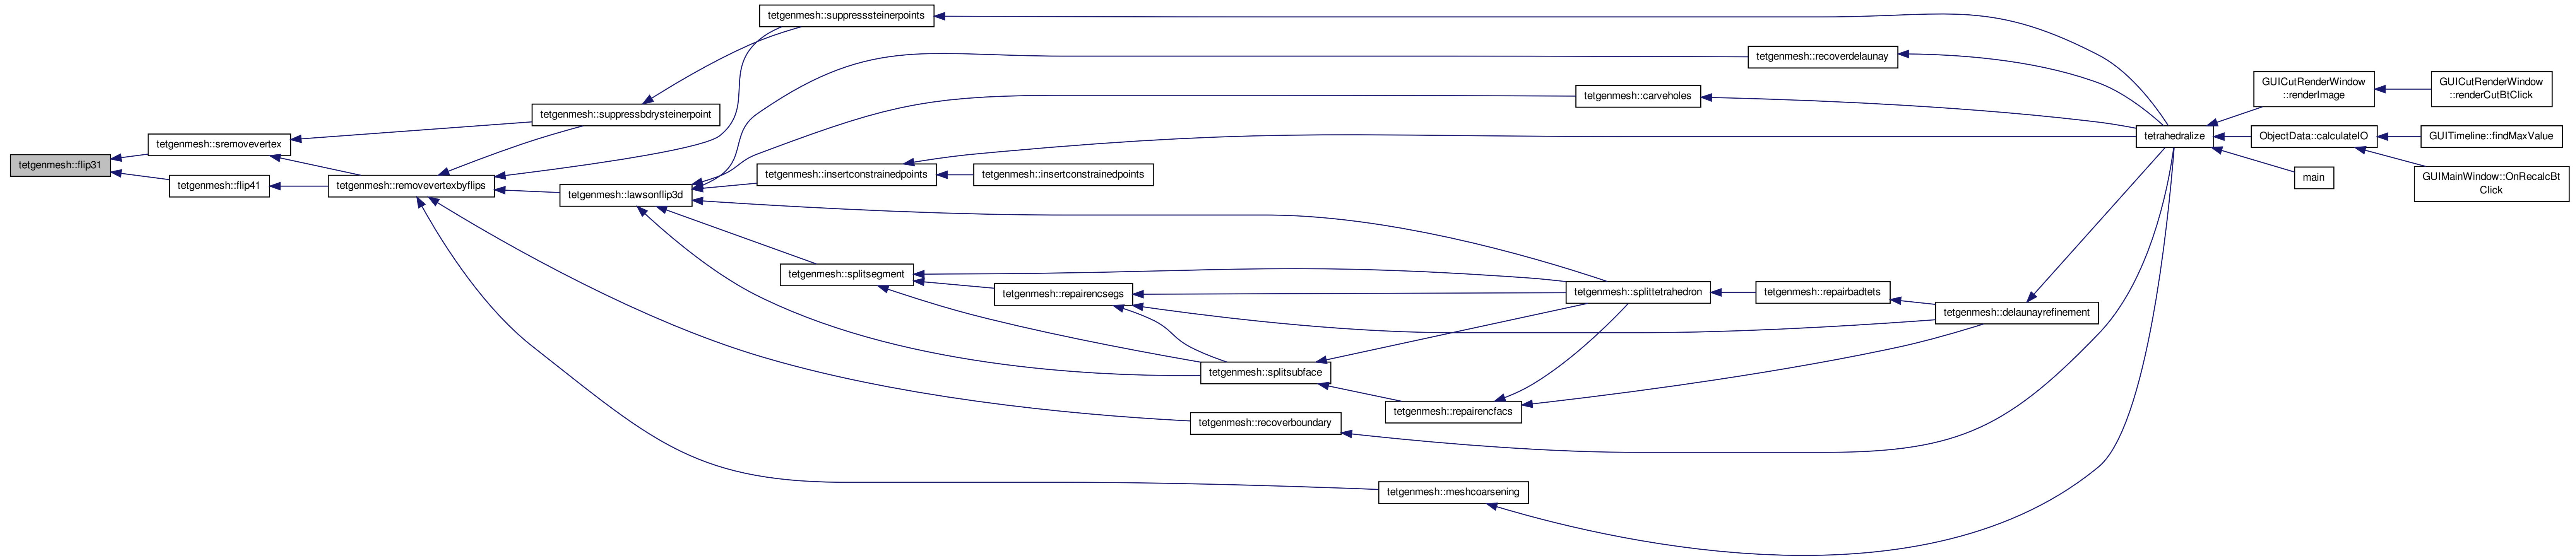 tetgenmesh::flip31
tetgenmesh::sremovevertex
tetgenmesh::flip41
tetgenmesh::removevertexbyflips
tetgenmesh::suppressbdrysteinerpoint
tetgenmesh::suppresssteinerpoints
tetgenmesh::lawsonflip3d
tetgenmesh::insertconstrainedpoints
tetgenmesh::insertconstrainedpoints
tetgenmesh::splitsegment
tetgenmesh::repairencsegs
tetgenmesh::splitsubface
tetgenmesh::recoverboundary
tetgenmesh::repairencfacs
tetgenmesh::meshcoarsening
tetgenmesh::recoverdelaunay
tetgenmesh::carveholes
tetgenmesh::splittetrahedron
tetgenmesh::repairbadtets
tetgenmesh::delaunayrefinement
tetrahedralize
GUICutRenderWindow
::renderImage
ObjectData::calculateIO
main
GUICutRenderWindow
::renderCutBtClick
GUITimeline::findMaxValue
GUIMainWindow::OnRecalcBt
Click